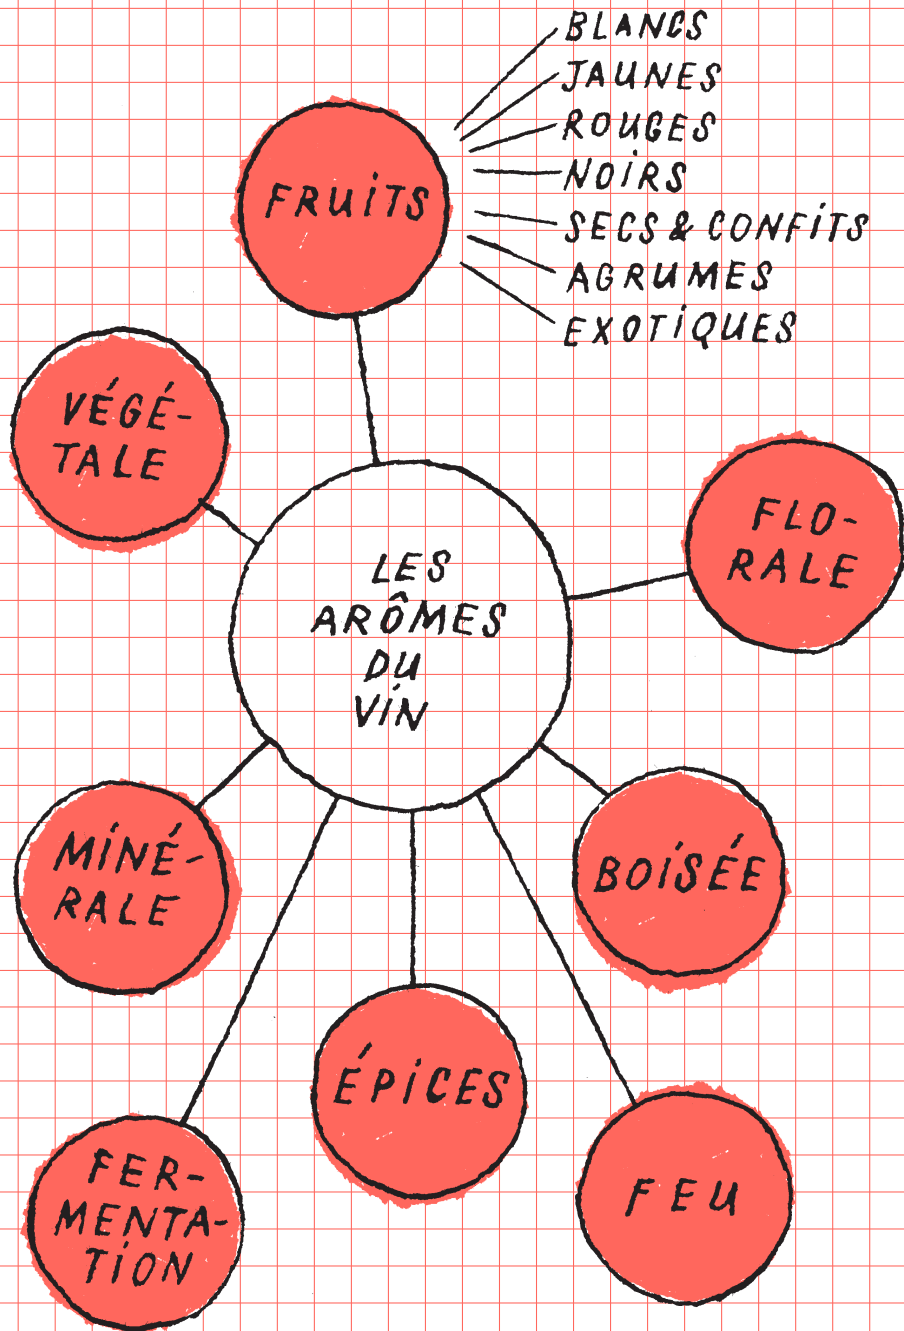 BLANCS
JAUNES
ROUGES
NOIRS
SECS & CONFITS
AGRUMES
EXOTIQUES
FRUITS
VÉGÉ-
TALE
FLO-
RALE
LES
ARÔMES
DU
VIN
MINÉ-
RALE
BOISÉE
ÉPICES
FER-
MENTA-
TION
FEU